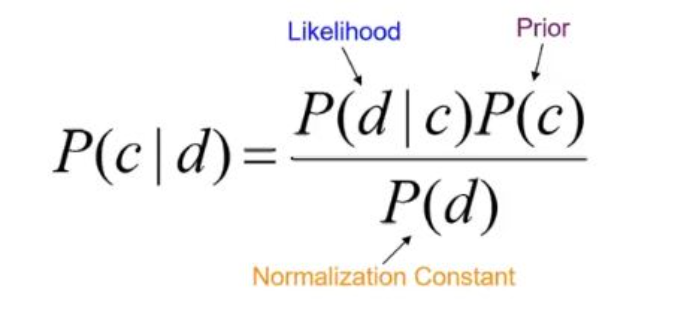 Likelihood Prior
P(c|d) = P(d|c)P(c)
P(d)
Normalization Constant